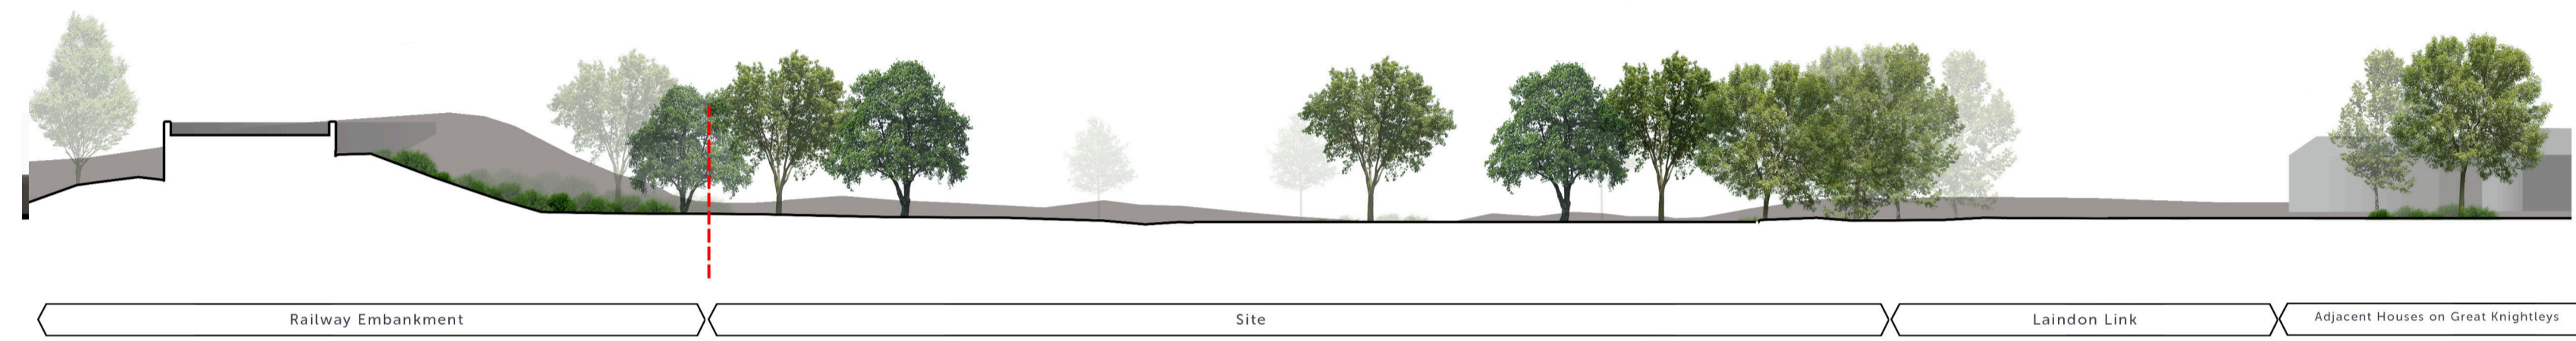 Railway Embankment
Site
Laindon Link
Adjacent Houses on Great Knightleys